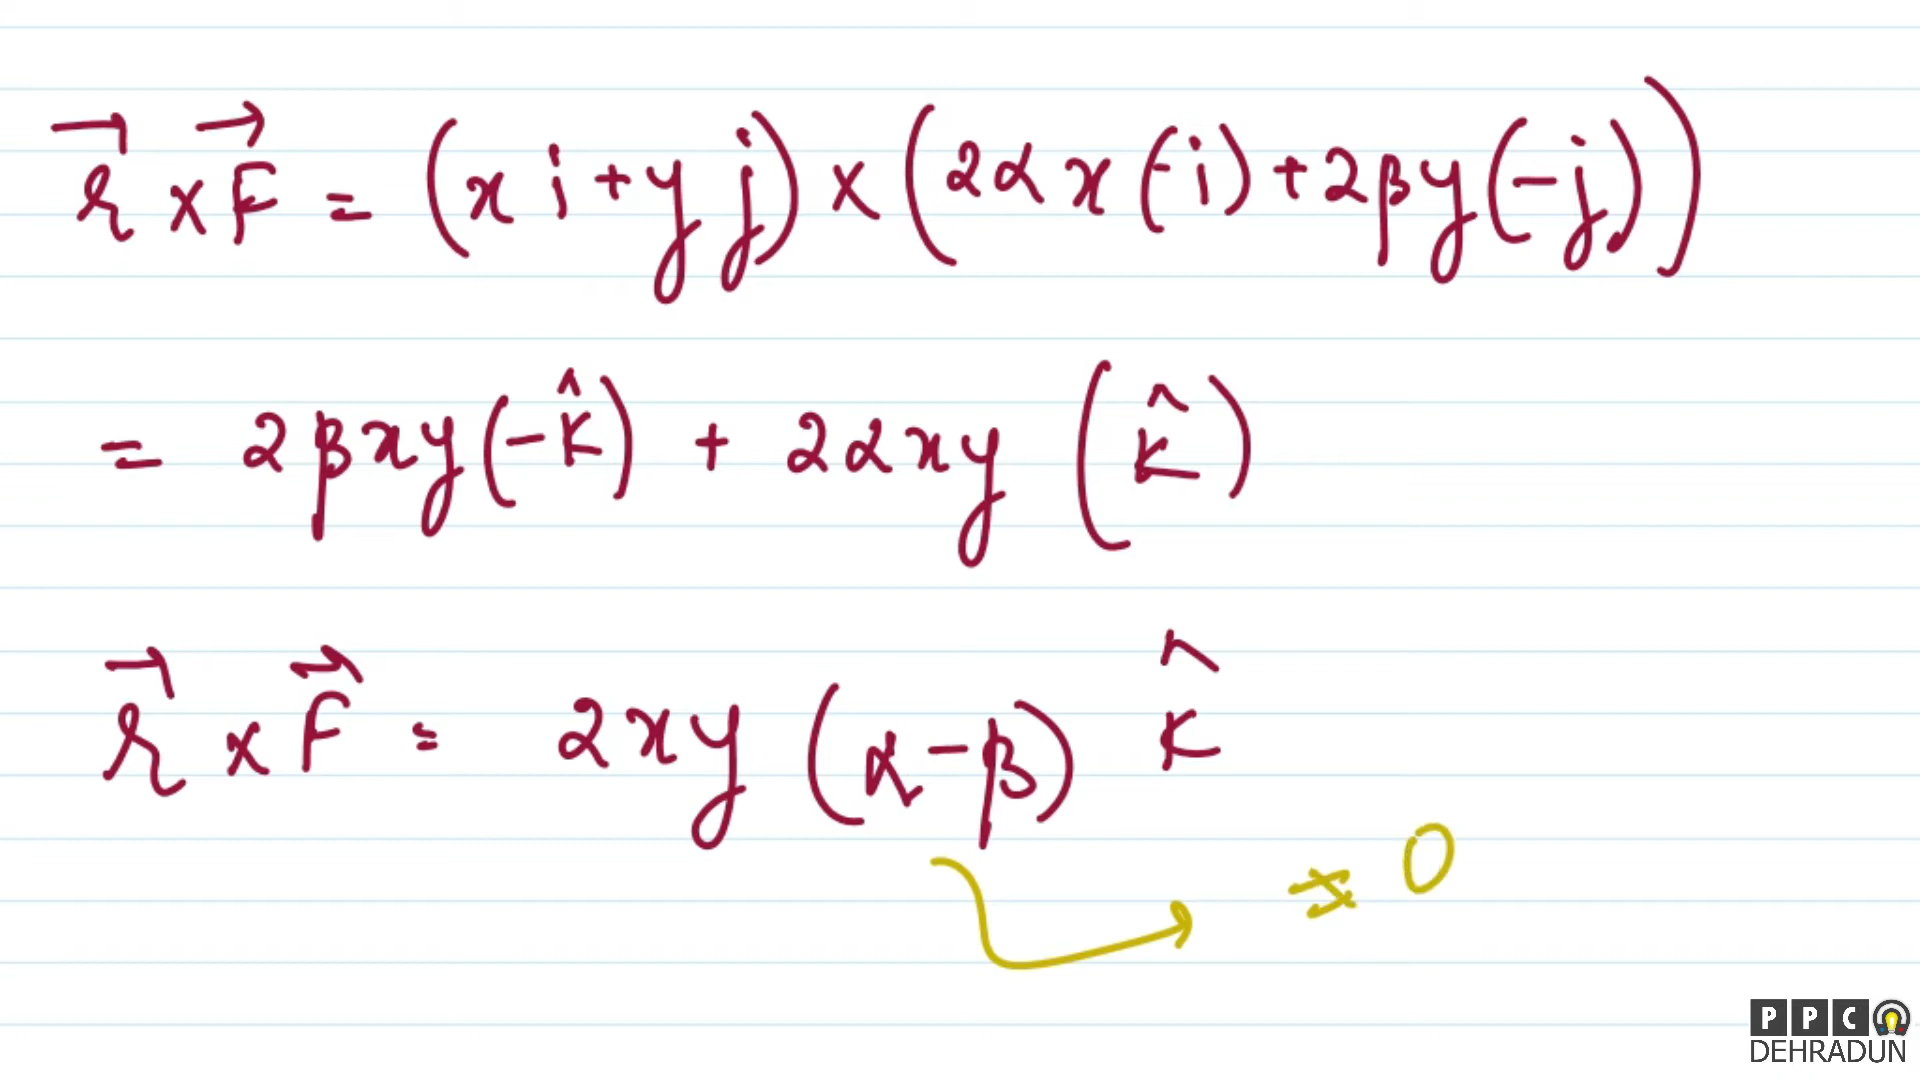 r⃗ × F⃗ = (x i + y j) × (2αx(-i) + 2βy(-j))
= 2βxy(-k̂) + 2αxy (k̂)
r⃗ × F⃗ = 2xy (α-β) k̂
≠ 0
PPC
DEHRADUN